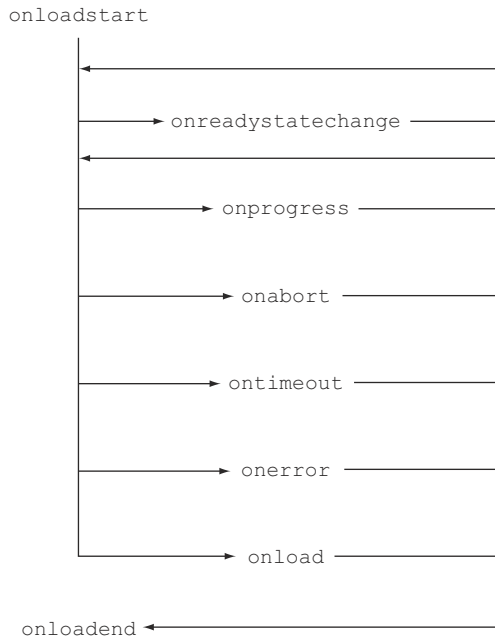 onloadstart
onreadystatechange
onprogress
onabort
ontimeout
onerror
onload
onloadend